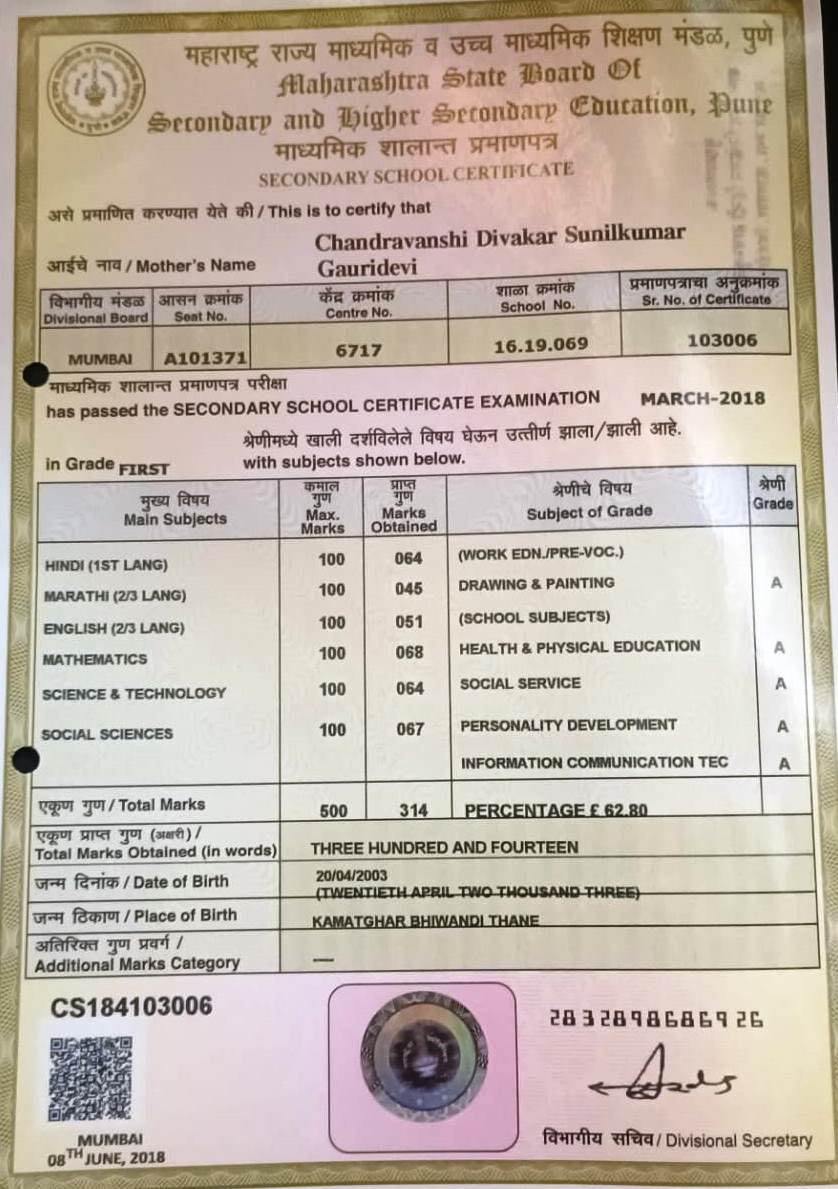 महाराष्ट्र राज्य माध्यमिक व उच्च माध्यमिक शिक्षण मंडळ, पुणे
Maharashtra State Board Of
Secondary and Higher Secondary Education, Pune
माध्यमिक शालान्त प्रमाणपत्र
SECONDARY SCHOOL CERTIFICATE
असे प्रमाणित करण्यात येते की / This is to certify that
Chandravanshi Divakar Sunilkumar
आईचे नाव / Mother's Name Gauridevi
विभागीय मंडळ आसन क्रमांक केंद्र क्रमांक शाळा क्रमांक प्रमाणपत्राचा अनुक्रमांक
Divisional Board Seat No. Centre No. School No. Sr. No. of Certificate
MUMBAI A101371 6717 16.19.069 103006
माध्यमिक शालान्त प्रमाणपत्र परीक्षा
has passed the SECONDARY SCHOOL CERTIFICATE EXAMINATION MARCH-2018
श्रेणीमध्ये खाली दर्शविलेले विषय घेऊन उत्तीर्ण झाला/झाली आहे.
in Grade FIRST with subjects shown below.
मुख्य विषय कमाल गुण प्राप्त गुण श्रेणीचे विषय श्रेणी
Main Subjects Max. Marks Marks Obtained Subject of Grade Grade
HINDI (1ST LANG) 100 064 (WORK EDN./PRE-VOC.)
MARATHI (2/3 LANG) 100 045 DRAWING & PAINTING A
ENGLISH (2/3 LANG) 100 051 (SCHOOL SUBJECTS)
MATHEMATICS 100 068 HEALTH & PHYSICAL EDUCATION A
SCIENCE & TECHNOLOGY 100 064 SOCIAL SERVICE A
SOCIAL SCIENCES 100 067 PERSONALITY DEVELOPMENT A
INFORMATION COMMUNICATION TEC A
एकूण गुण / Total Marks 500 314 PERCENTAGE £ 62.80
एकूण प्राप्त गुण (अक्षरी) /
Total Marks Obtained (in words) THREE HUNDRED AND FOURTEEN
जन्म दिनांक / Date of Birth 20/04/2003
(TWENTIETH APRIL TWO THOUSAND THREE)
जन्म ठिकाण / Place of Birth KAMATGHAR BHIWANDI THANE
अतिरिक्त गुण प्रवर्ग /
Additional Marks Category —
CS184103006
2832898686926
MUMBAI
08TH JUNE, 2018
विभागीय सचिव / Divisional Secretary